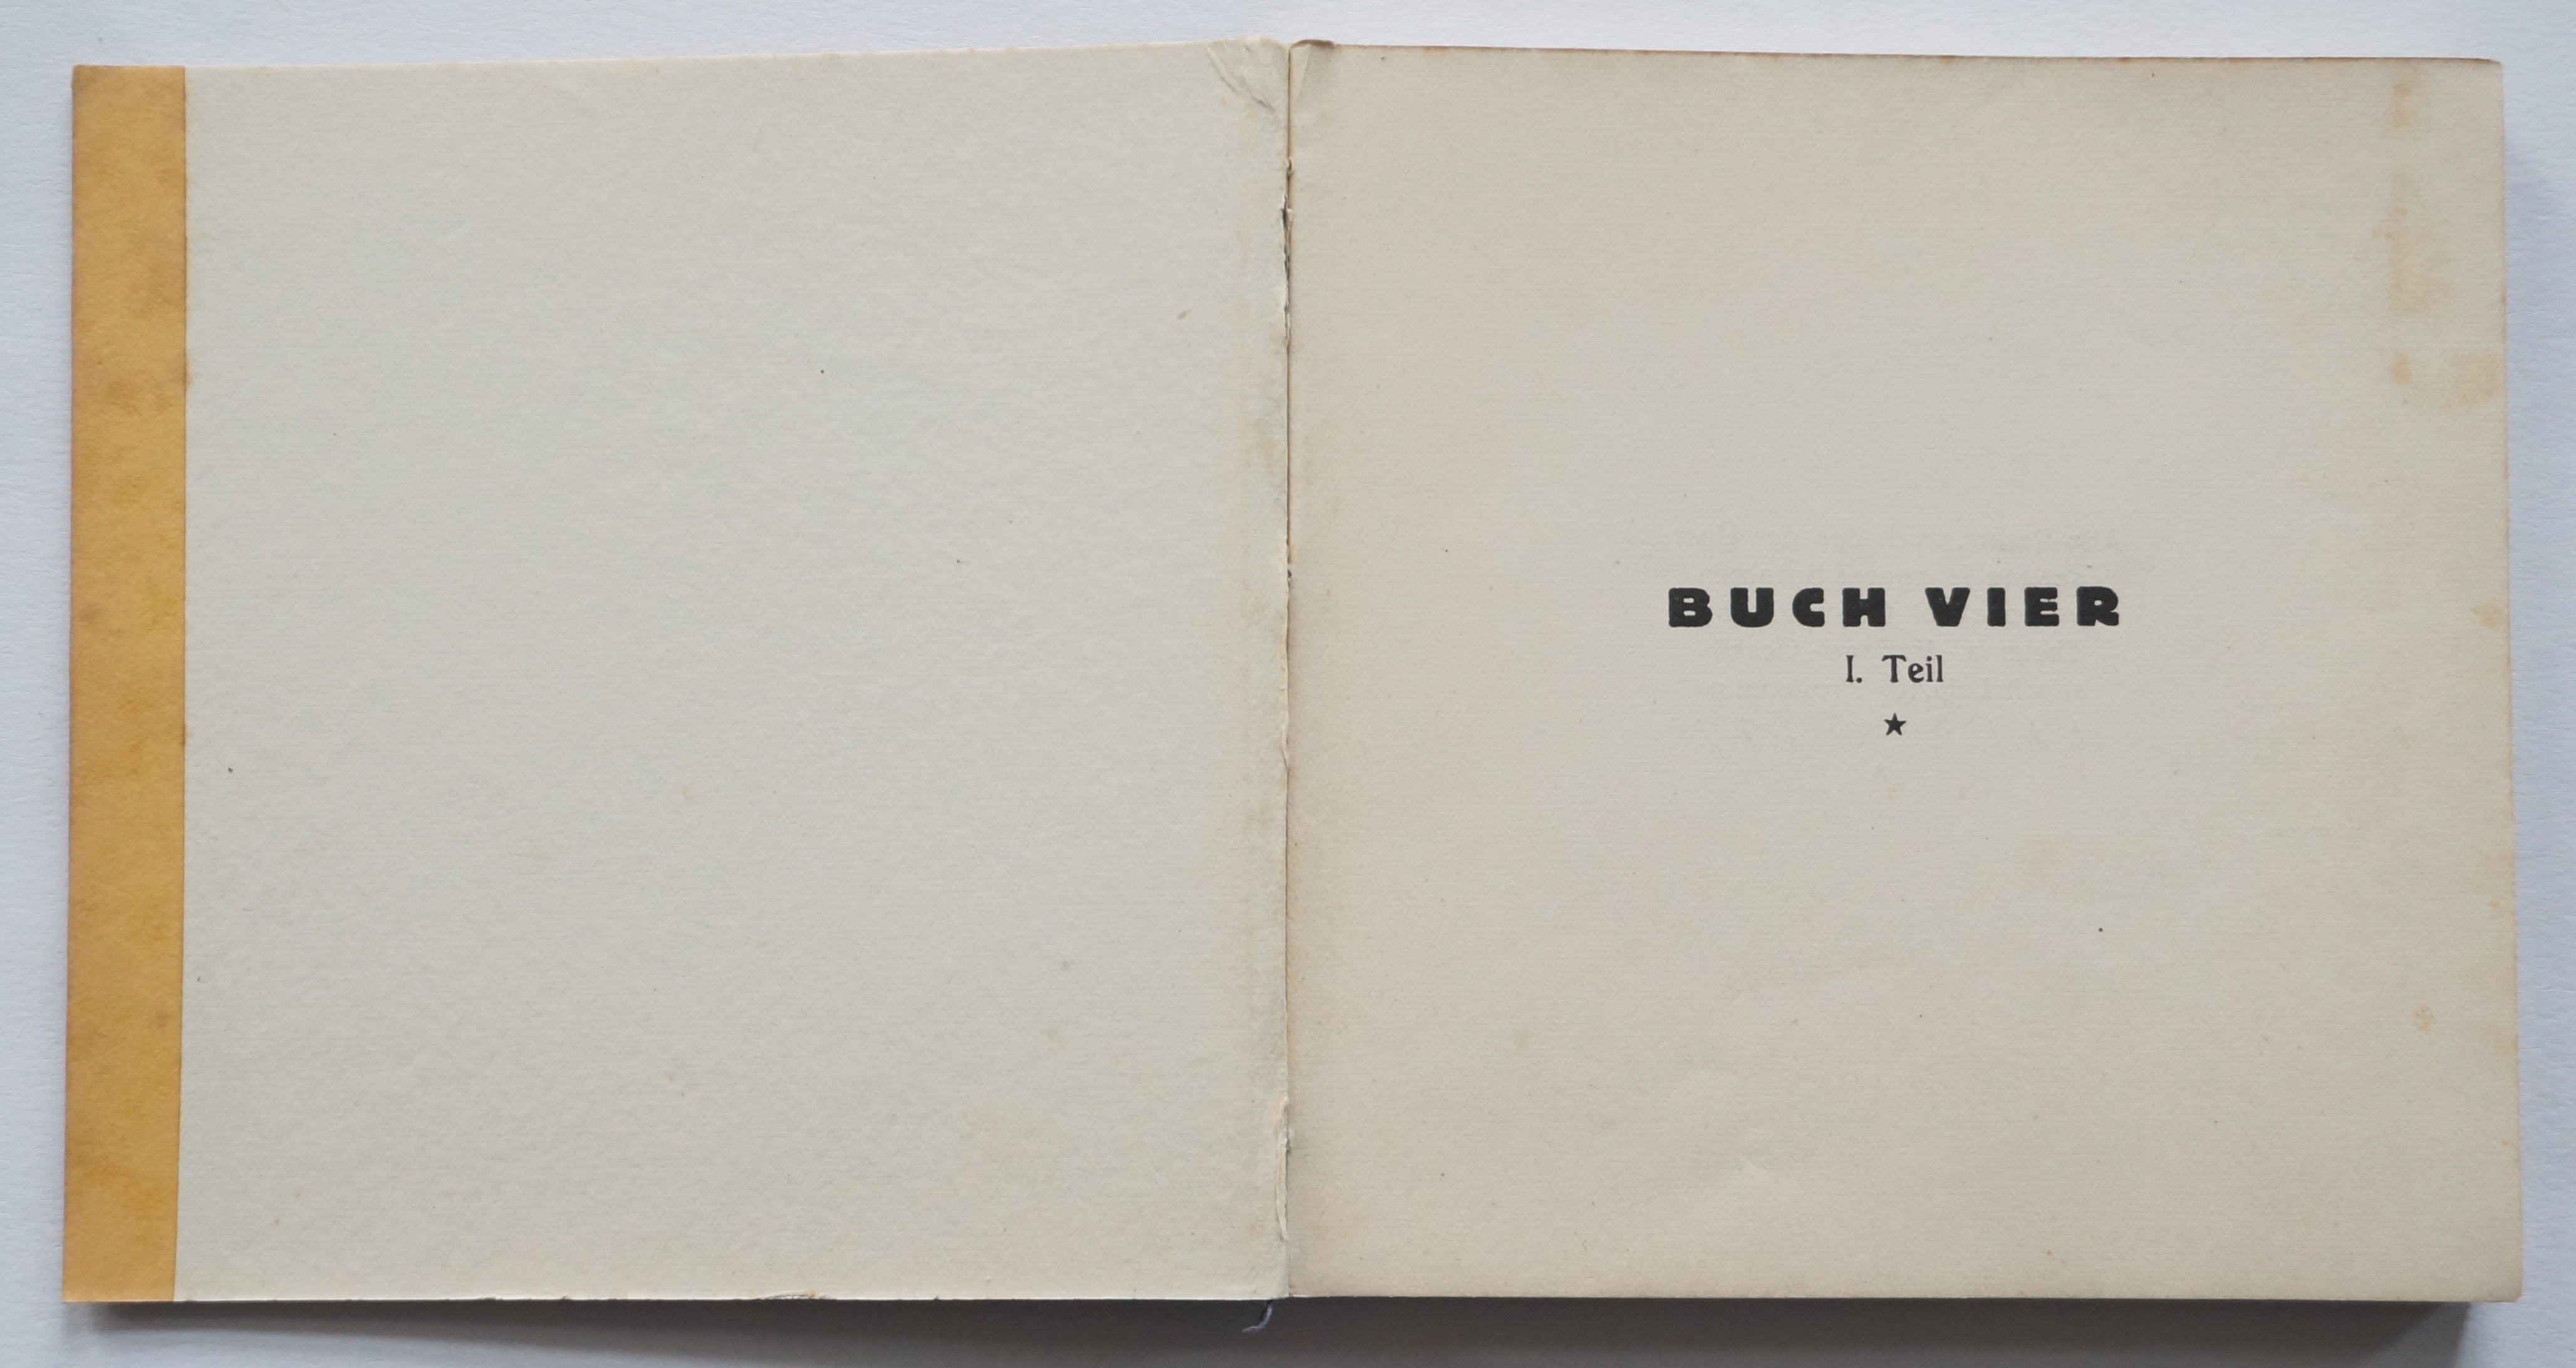 BUCH VIER
I. Teil
★